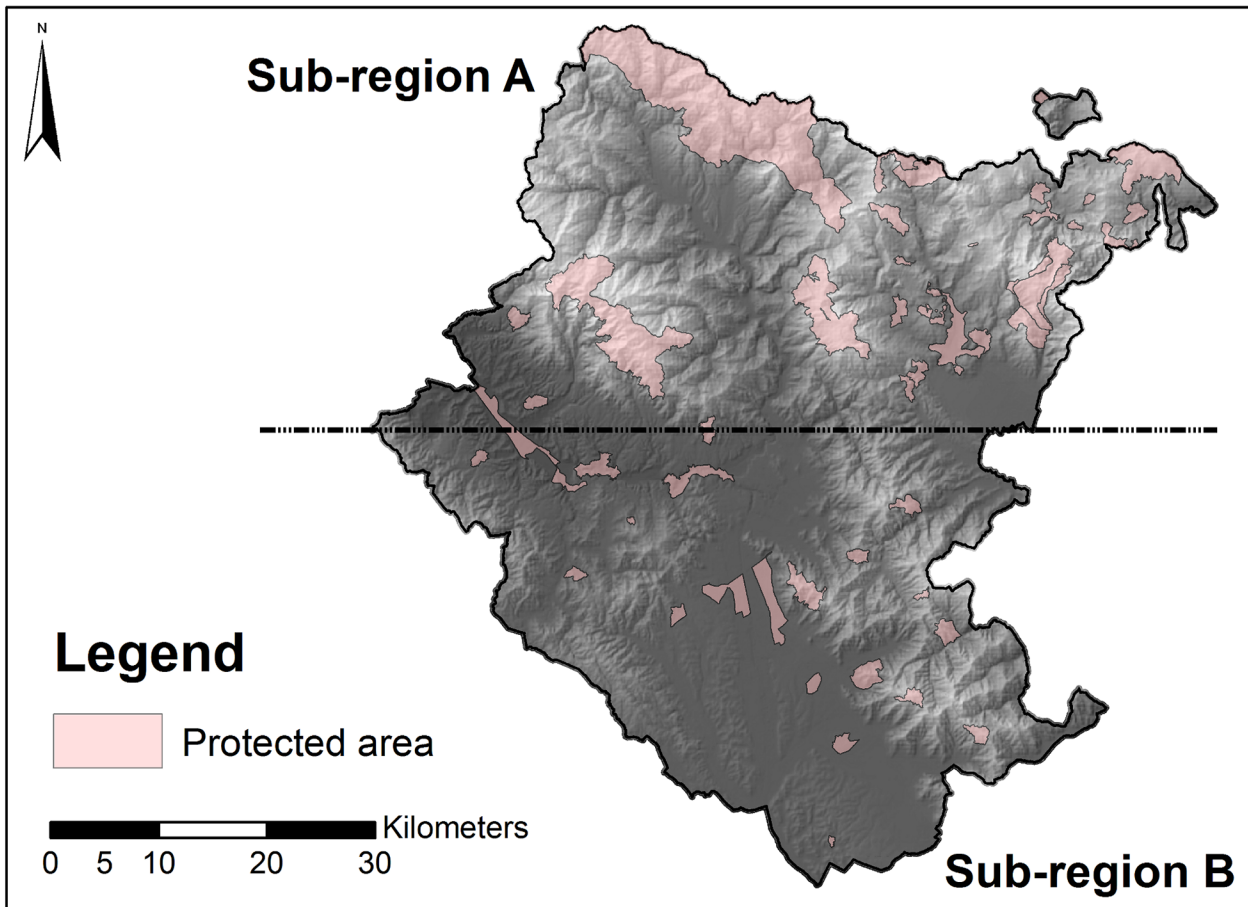 N
Sub-region A
Legend
Protected area
Kilometers
0 5 10 20 30
Sub-region B